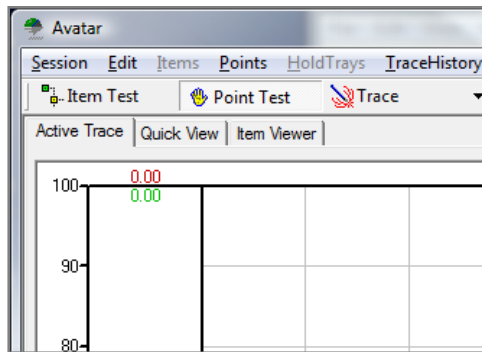 Avatar
Session Edit Items Points HoldTrays TraceHistory
Item Test Point Test Trace
Active Trace Quick View Item Viewer
0.00
100
0.00
90
80